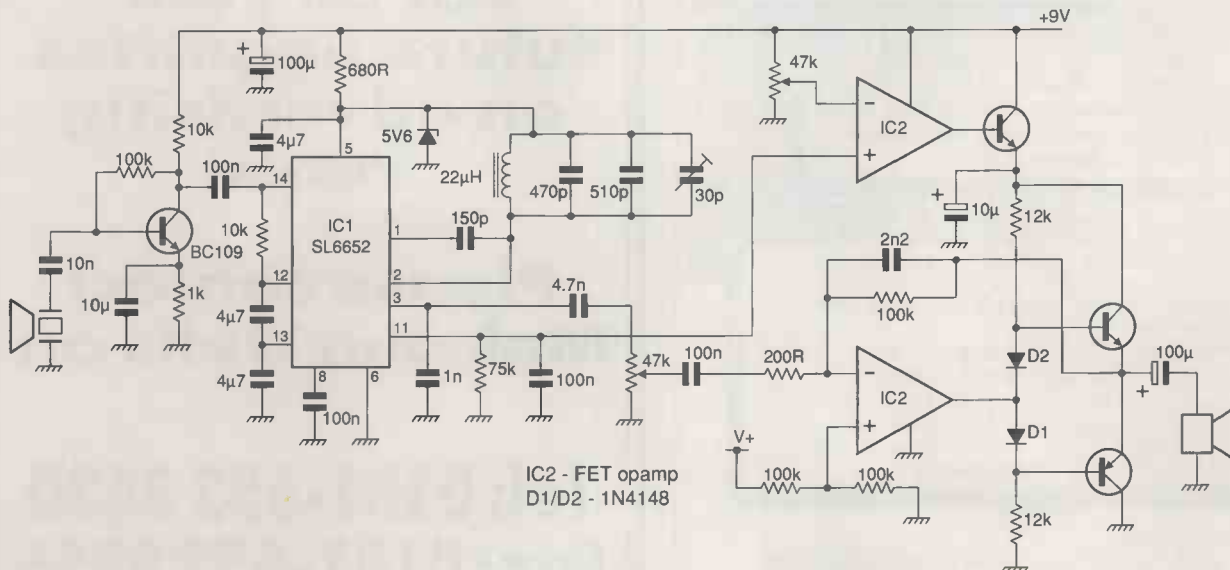 +9V
+
100µ
680R
47k
10k
100k
100n
4µ7
5V6
5
14
22µH
470p
510p
30p
−
IC2
+
+
10µ
12k
BC109
10k
IC1
SL6652
1
150p
2
12
3
11
13
10n
10µ
1k
4µ7
4µ7
8
6
100n
4.7n
1n
75k
100n
47k
100n
200R
2n2
100k
−
IC2
+
D2
D1
100µ
+
V+
100k
100k
12k
IC2 - FET opamp
D1/D2 - 1N4148